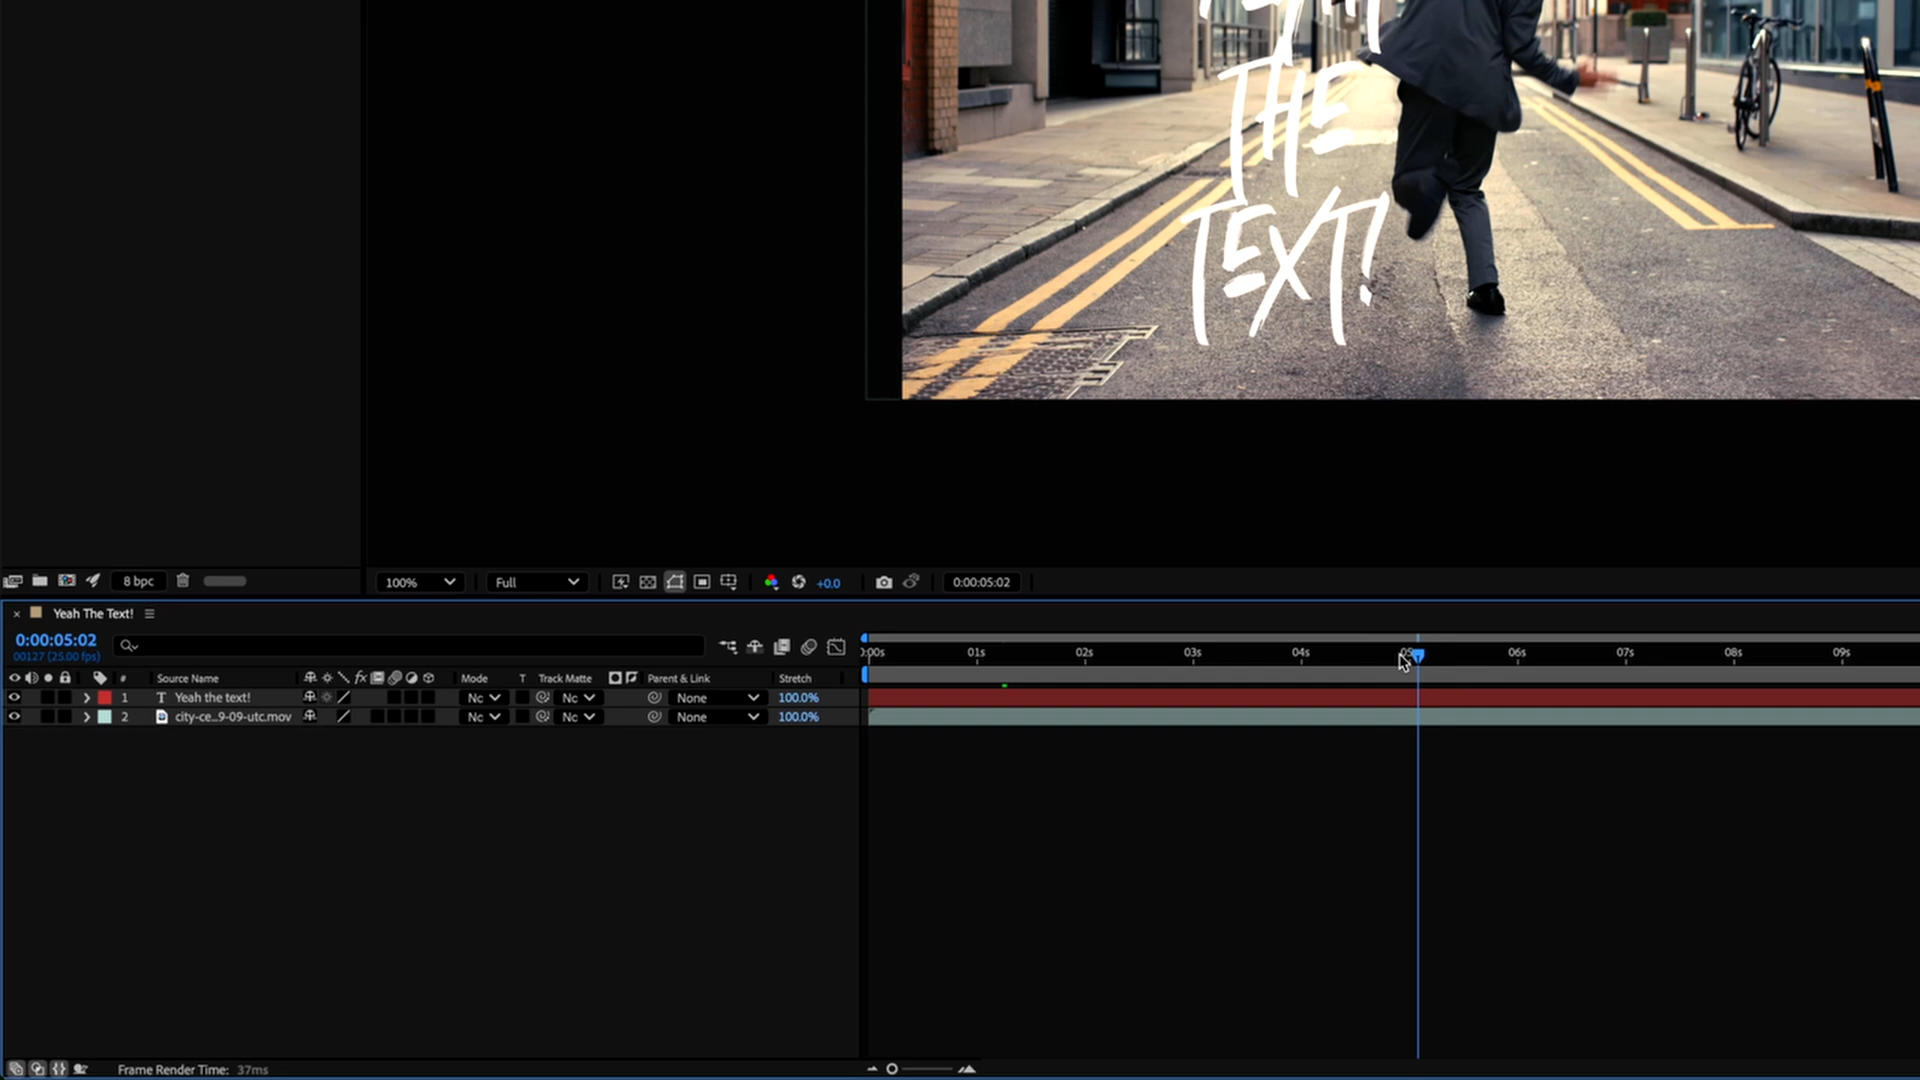 THE
TEXT!
8 bpc
100%
Full
+0.0
0:00:05:02
× Yeah The Text!
0:00:05:02
00127 (25.00 fps)
0:00s 01s 02s 03s 04s 06s 07s 08s 09s
# Source Name fx Mode T Track Matte Parent & Link Stretch
1 T Yeah the text! Nc Nc None 100.0%
2 city-ce...9-09-utc.mov Nc Nc None 100.0%
Frame Render Time: 37ms